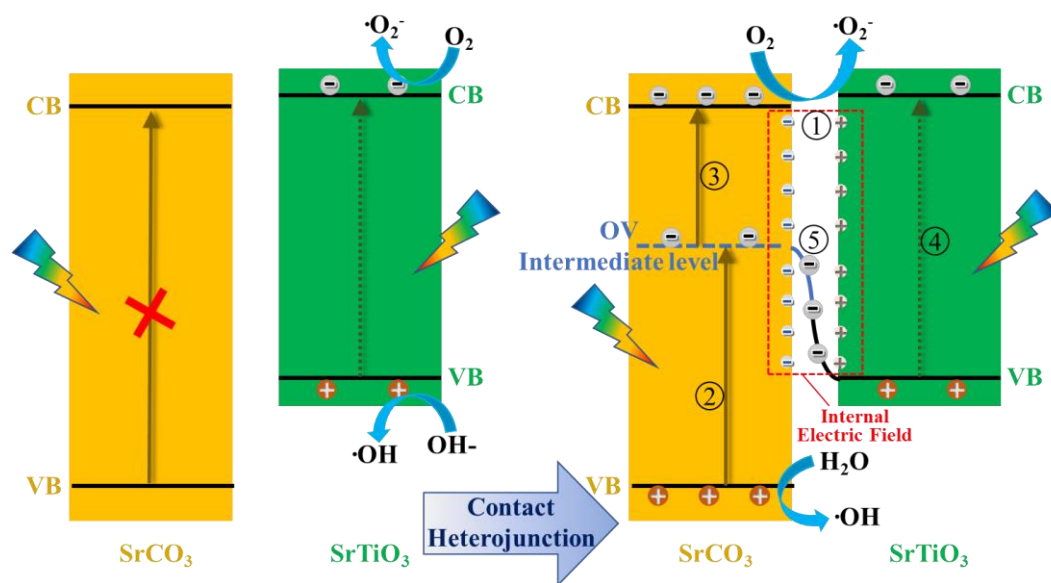 ·O₂⁻
O₂
CB
CB
VB
VB
·OH
OH-
SrCO₃
SrTiO₃
Contact
Heterojunction
O₂
·O₂⁻
CB
CB
①
③
OV
Intermediate level
⑤
④
②
VB
Internal
Electric Field
H₂O
VB
·OH
SrCO₃
SrTiO₃